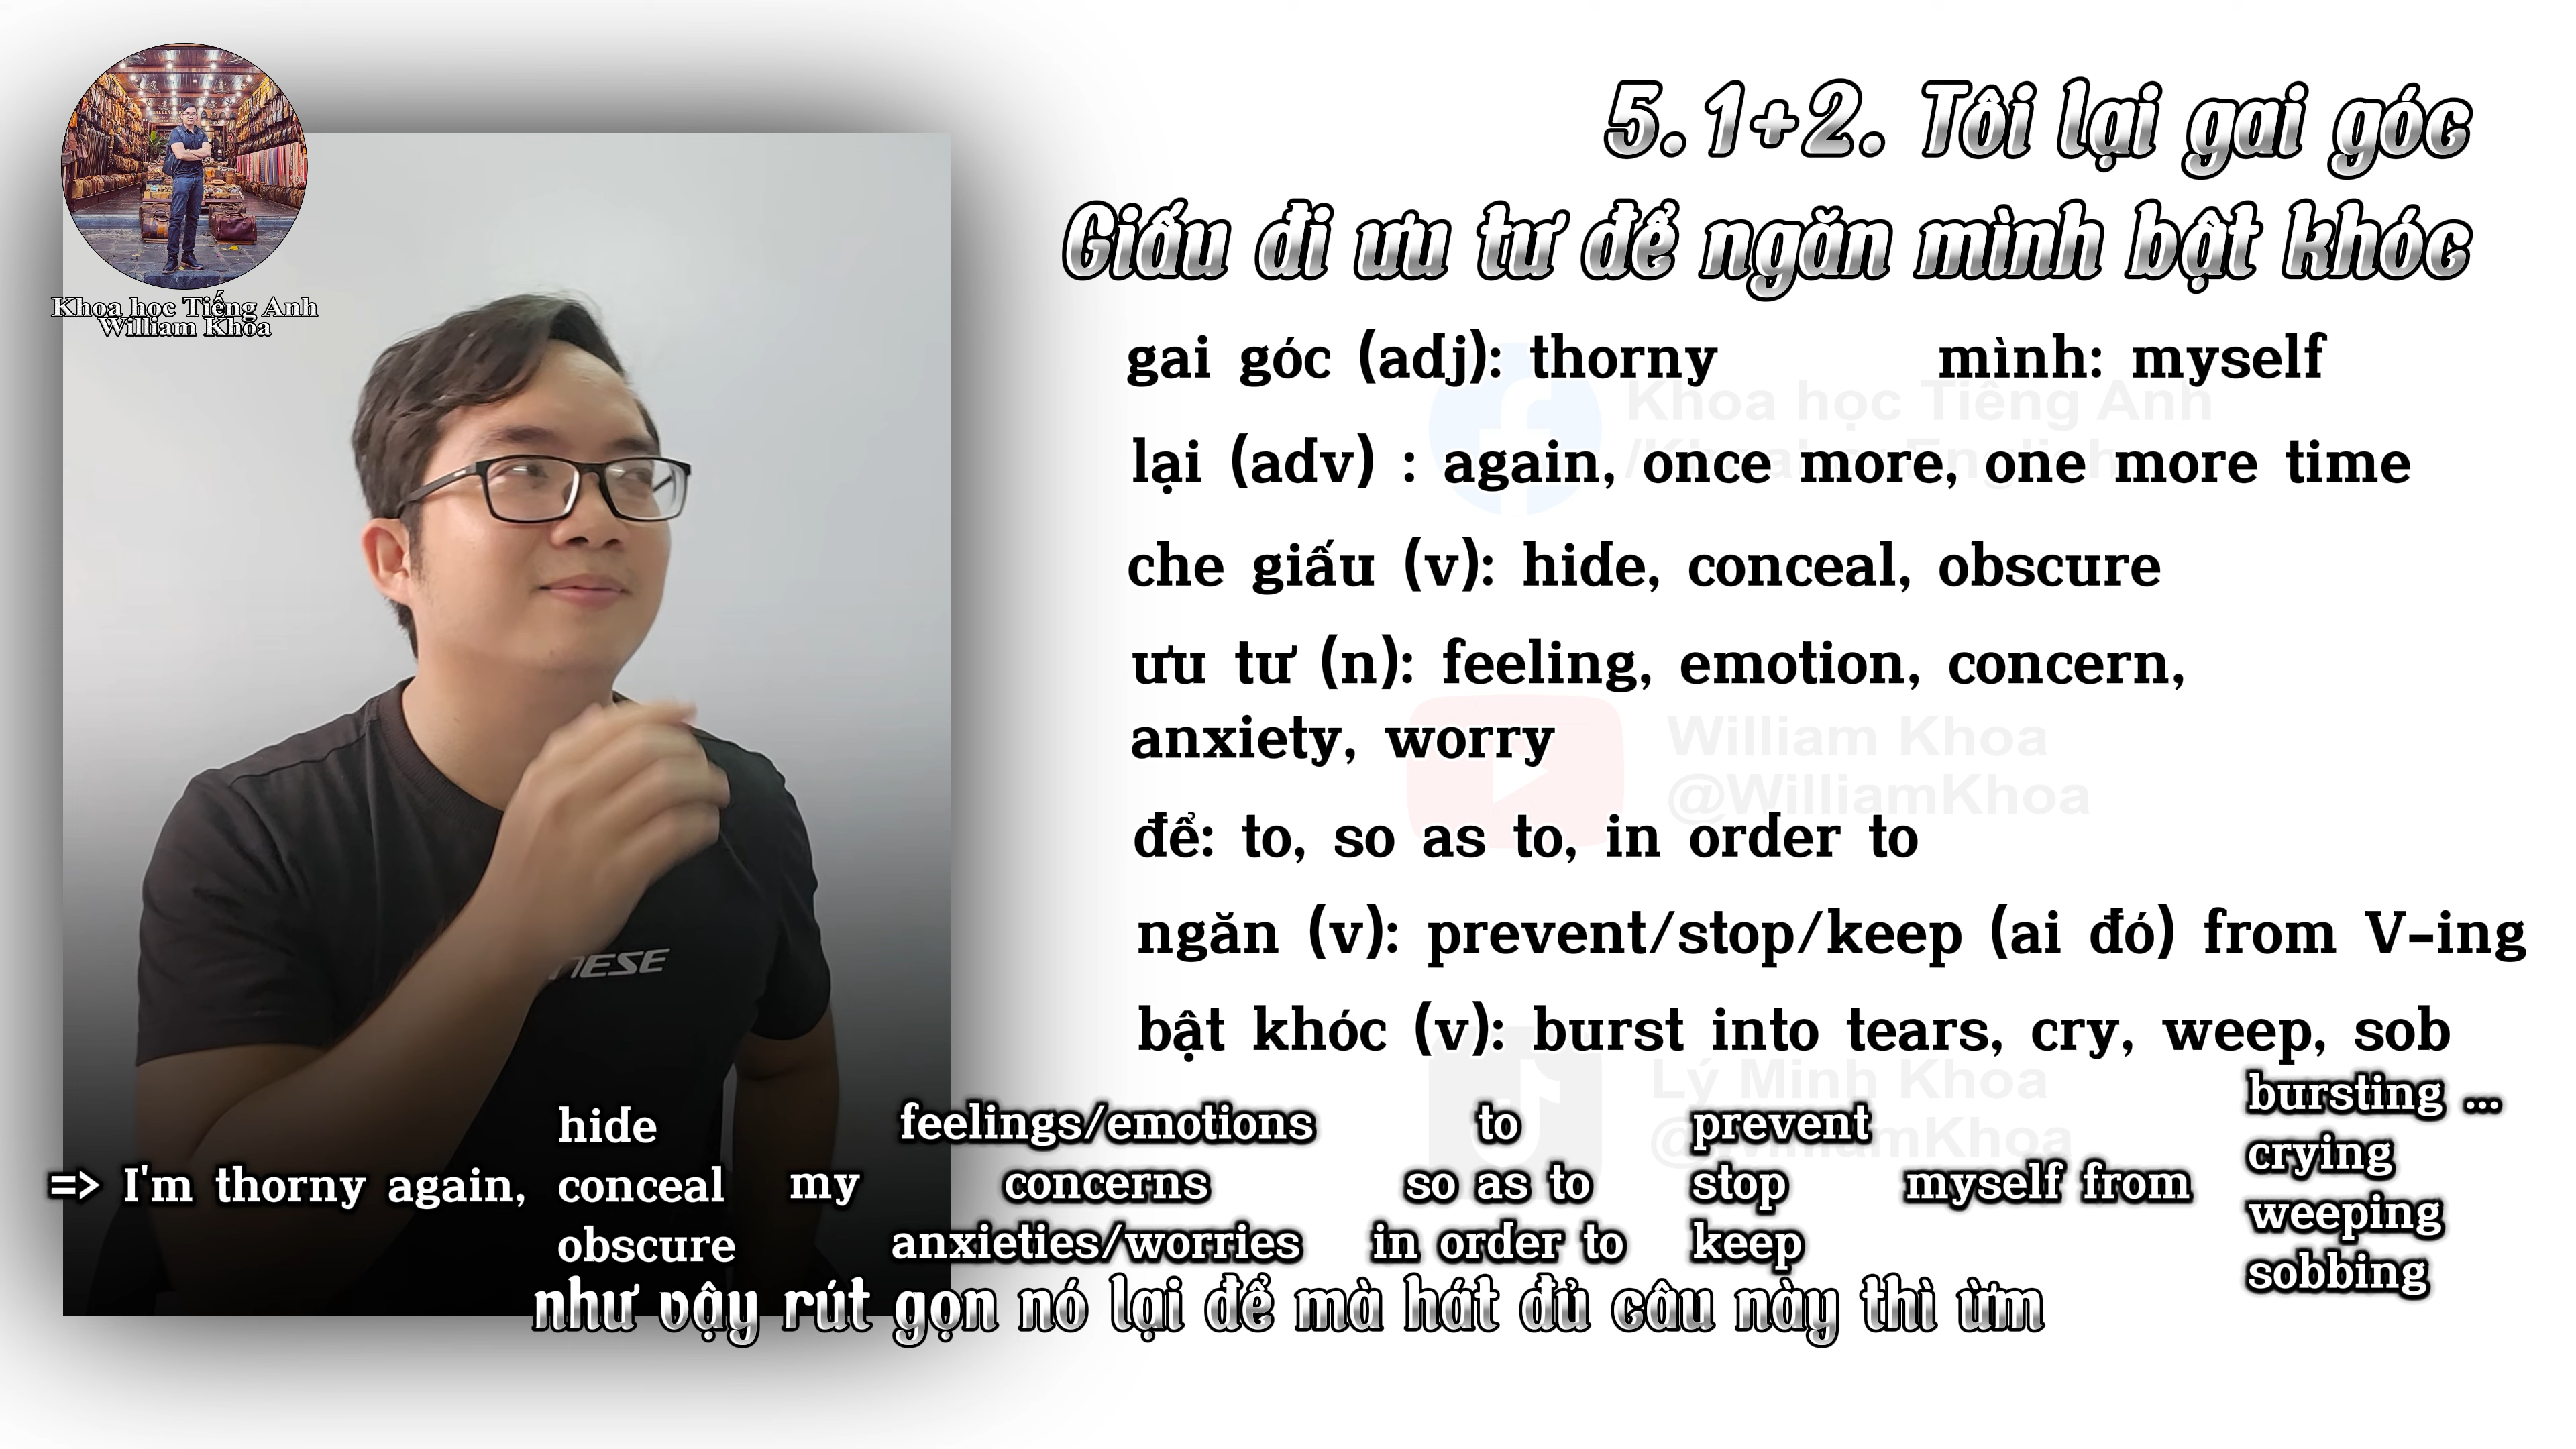 5.1+2. Tôi lại gai góc
Giấu đi ưu tư để ngăn mình bật khóc
Khoa học Tiếng Anh
William Khoa
gai góc (adj): thorny
mình: myself
Khoa học Tiếng Anh
lại (adv) : again, once more, one more time
che giấu (v): hide, conceal, obscure
ưu tư (n): feeling, emotion, concern,
anxiety, worry
William Khoa
@WilliamKhoa
để: to, so as to, in order to
ngăn (v): prevent/stop/keep (ai đó) from V-ing
NESE
bật khóc (v): burst into tears, cry, weep, sob
Lý Minh Khoa
@WilliamKhoa
hide feelings/emotions to prevent bursting ...
crying
=> I'm thorny again, conceal my concerns so as to stop myself from
weeping
obscure anxieties/worries in order to keep
sobbing
như vậy rút gọn nó lại để mà hát đủ câu này thì ừm